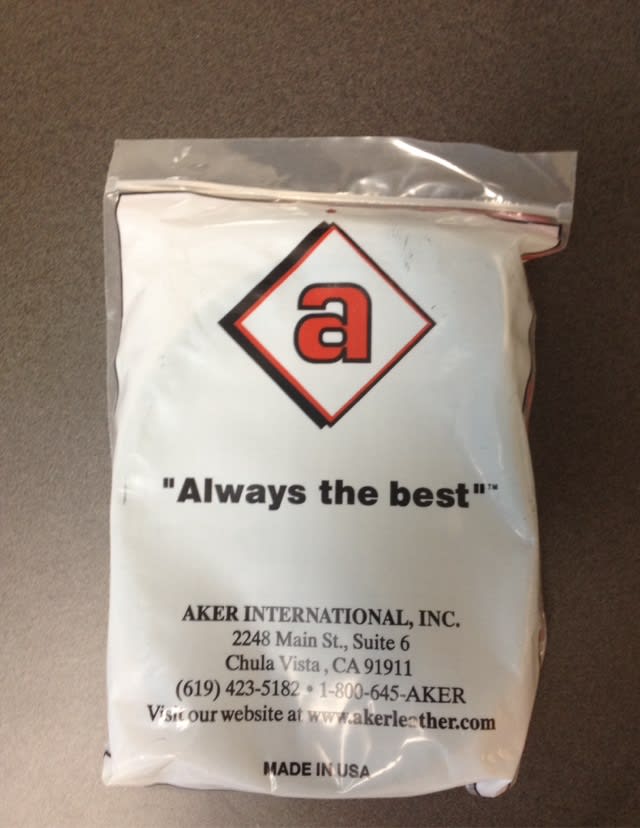 a
"Always the best"™
AKER INTERNATIONAL, INC.
2248 Main St., Suite 6
Chula Vista, CA 91911
(619) 423-5182 • 1-800-645-AKER
Visit our website at www.akerleather.com
MADE IN USA